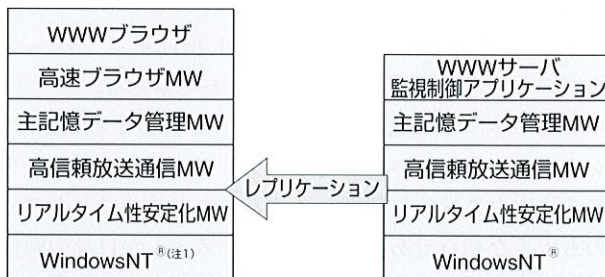 WWWブラウザ
高速ブラウザMW
主記憶データ管理MW
高信頼放送通信MW
リアルタイム性安定化MW
WindowsNT®(注1)
レプリケーション
WWWサーバ
監視制御アプリケーション
主記憶データ管理MW
高信頼放送通信MW
リアルタイム性安定化MW
WindowsNT®